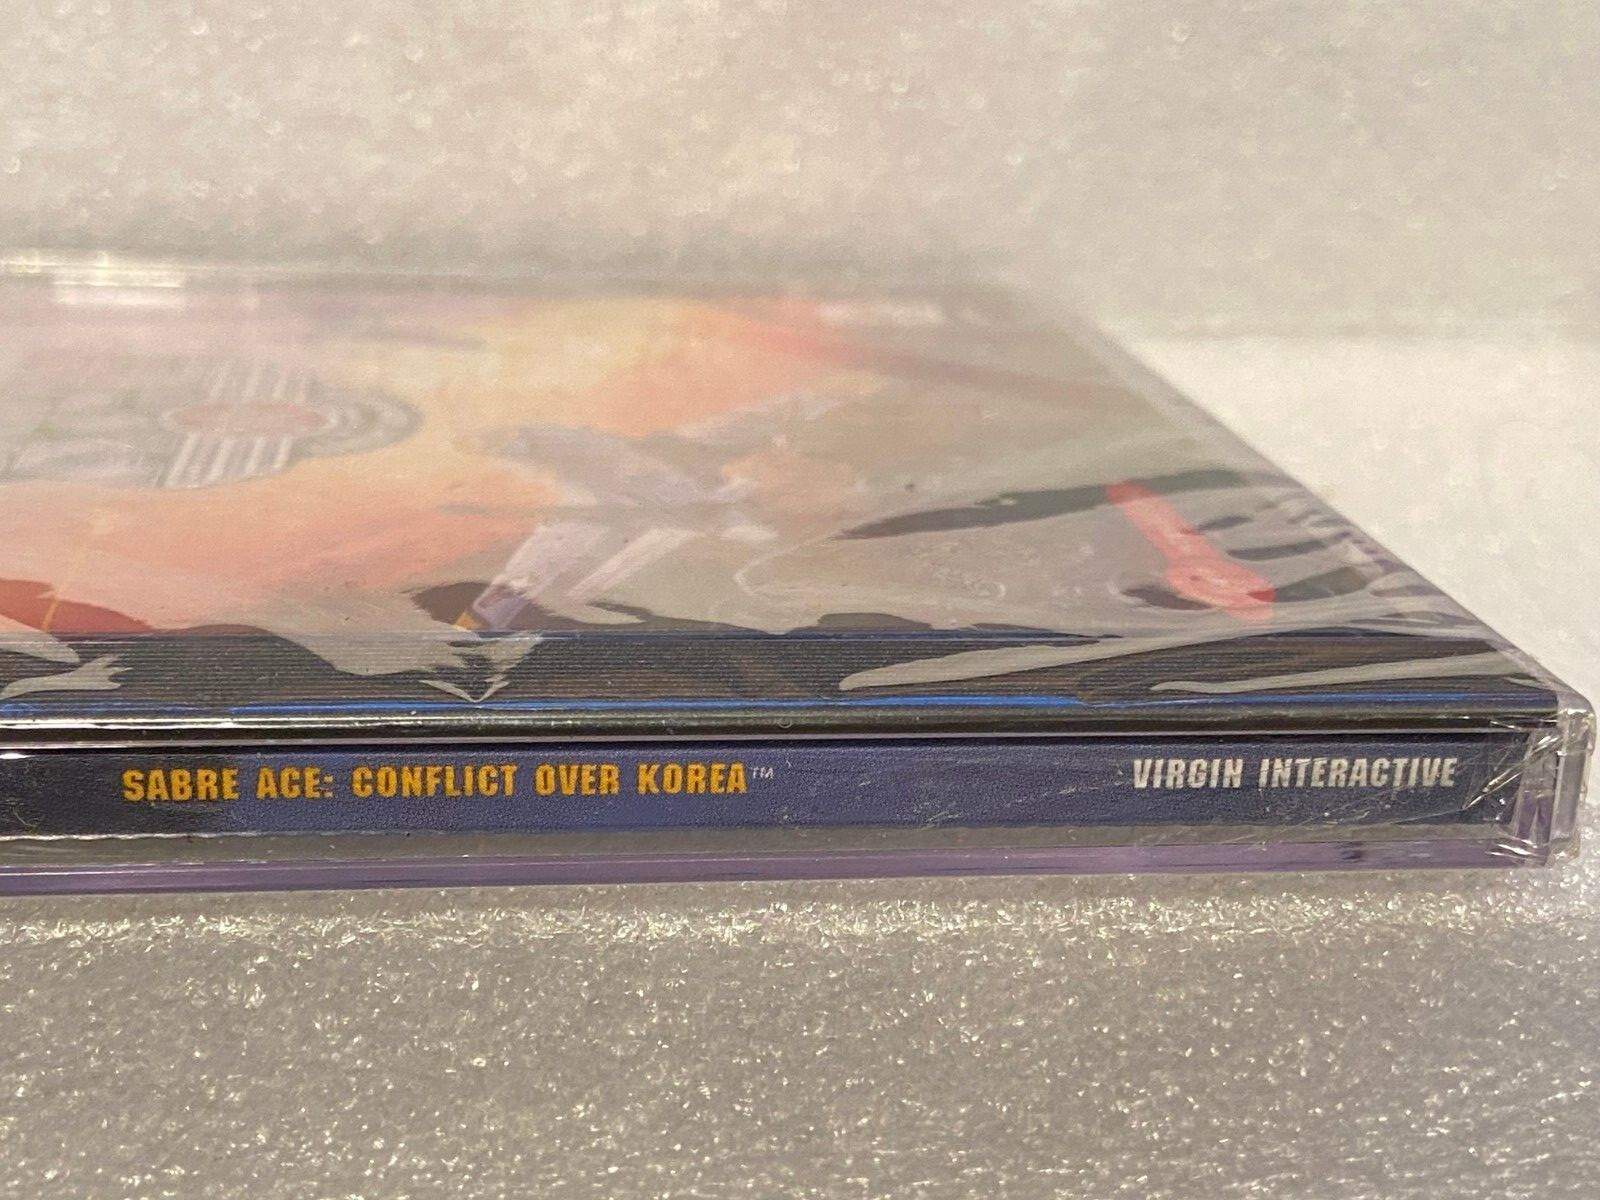 SABRE ACE: CONFLICT OVER KOREA™ VIRGIN INTERACTIVE